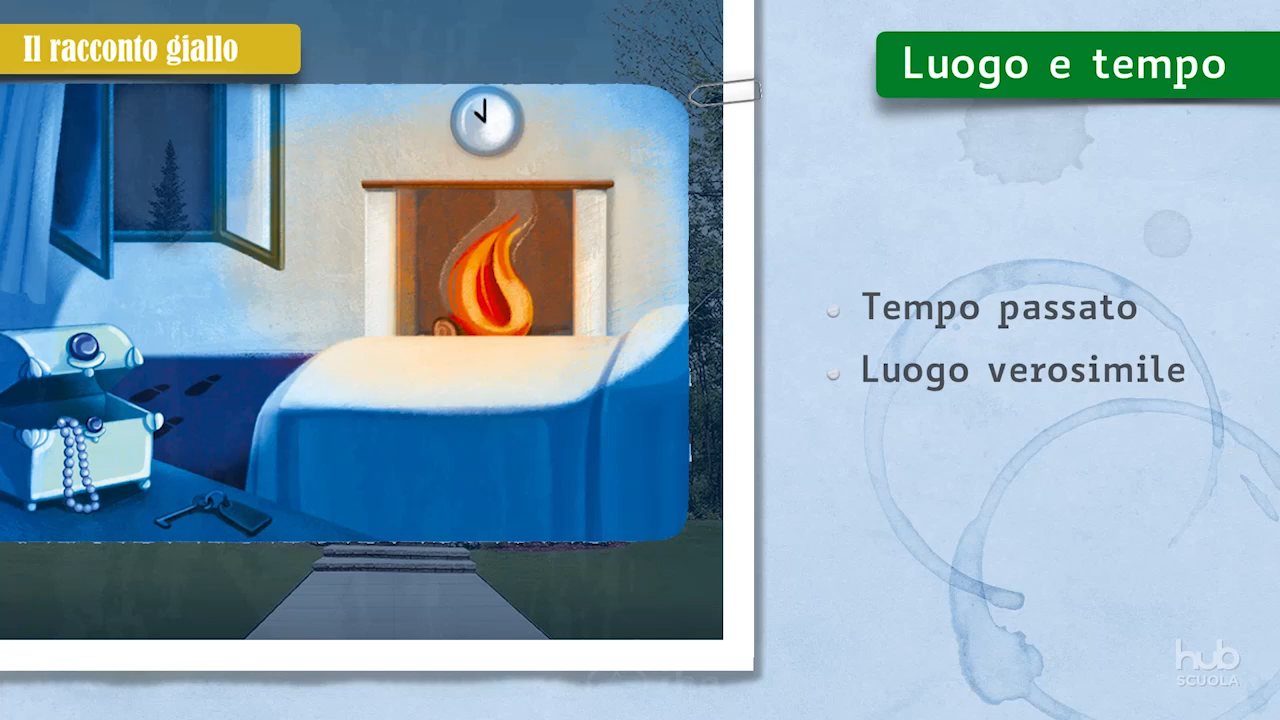 Il racconto giallo
Luogo e tempo
Tempo passato
Luogo verosimile
hub
SCUOLA